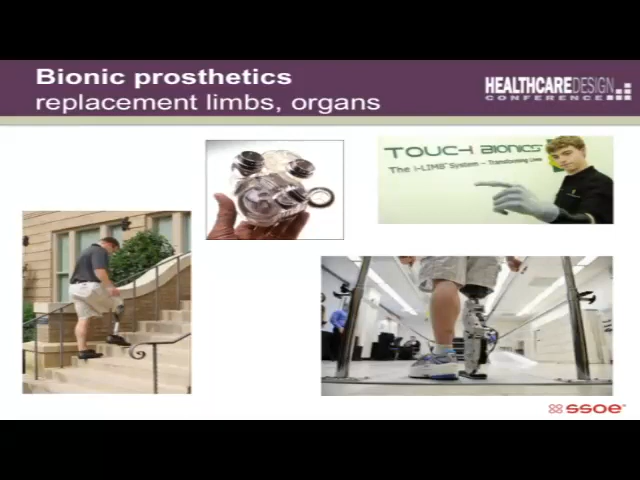 Bionic prosthetics
replacement limbs, organs
HEALTHCAREDESIGN
CONFERENCE
TOUCH BIONICS
The i-LIMB System – Transforming Lives
ssoe